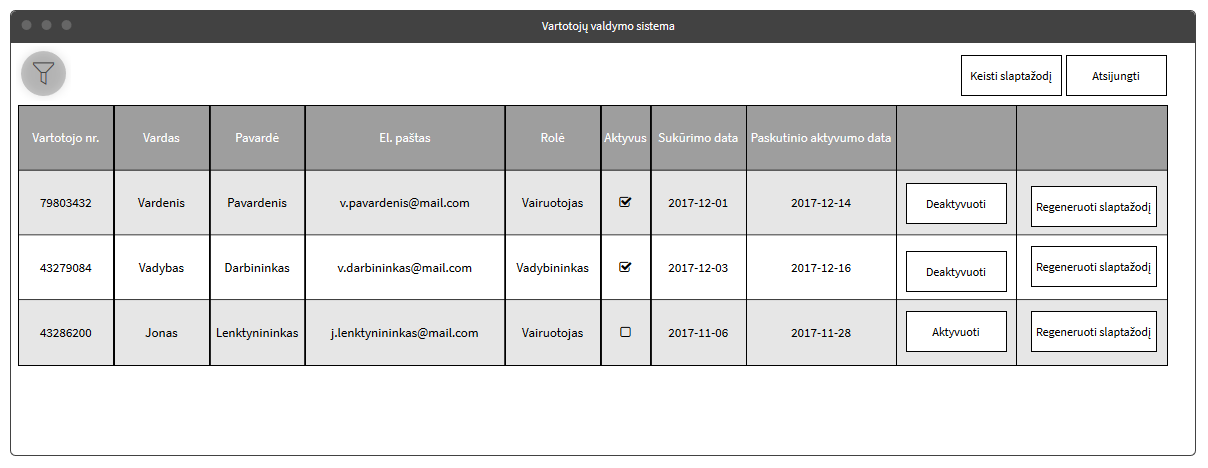 Vartotojų valdymo sistema
Keisti slaptažodį Atsijungti
Vartotojo nr. Vardas Pavardė El. paštas Rolė Aktyvus Sukūrimo data Paskutinio aktyvumo data
79803432 Vardenis Pavardenis v.pavardenis@mail.com Vairuotojas 2017-12-01 2017-12-14 Deaktyvuoti Regeneruoti slaptažodį
43279084 Vadybas Darbininkas v.darbininkas@mail.com Vadybininkas 2017-12-03 2017-12-16 Deaktyvuoti Regeneruoti slaptažodį
43286200 Jonas Lenktynininkas j.lenktynininkas@mail.com Vairuotojas 2017-11-06 2017-11-28 Aktyvuoti Regeneruoti slaptažodį